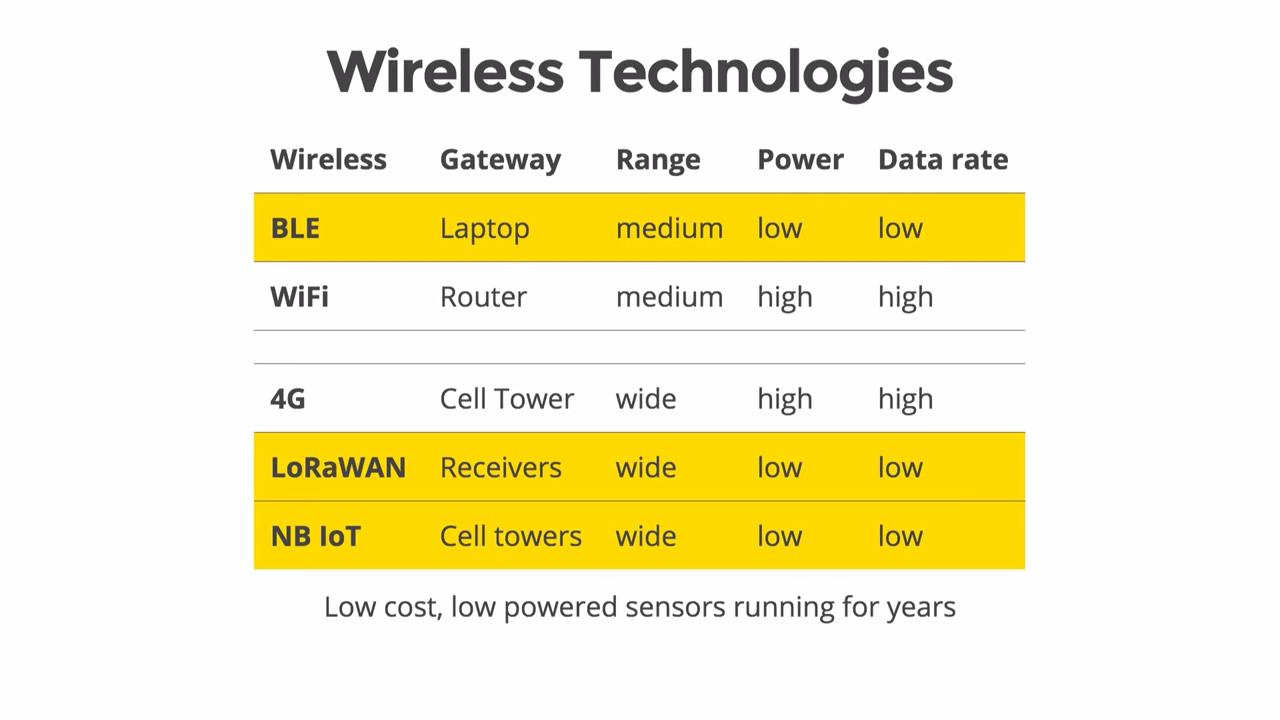 Wireless Technologies
Wireless Gateway Range Power Data rate
BLE Laptop medium low low
WiFi Router medium high high
4G Cell Tower wide high high
LoRaWAN Receivers wide low low
NB IoT Cell towers wide low low
Low cost, low powered sensors running for years